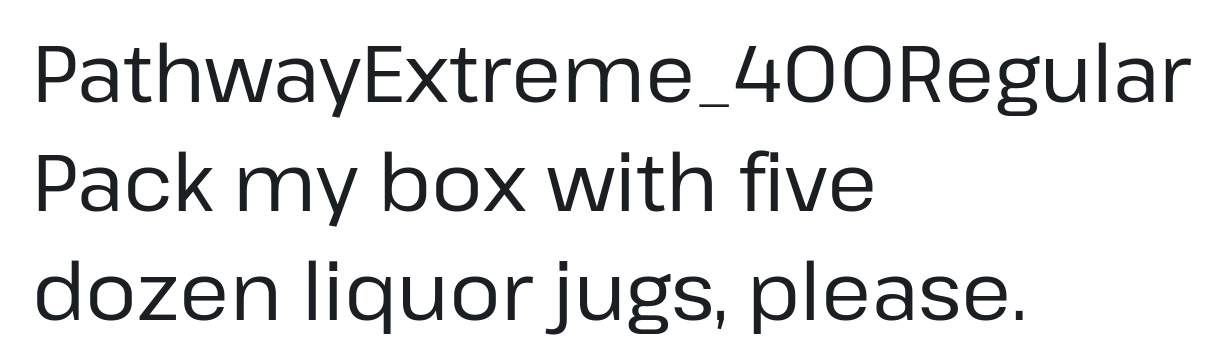 PathwayExtreme_400Regular
Pack my box with five
dozen liquor jugs, please.